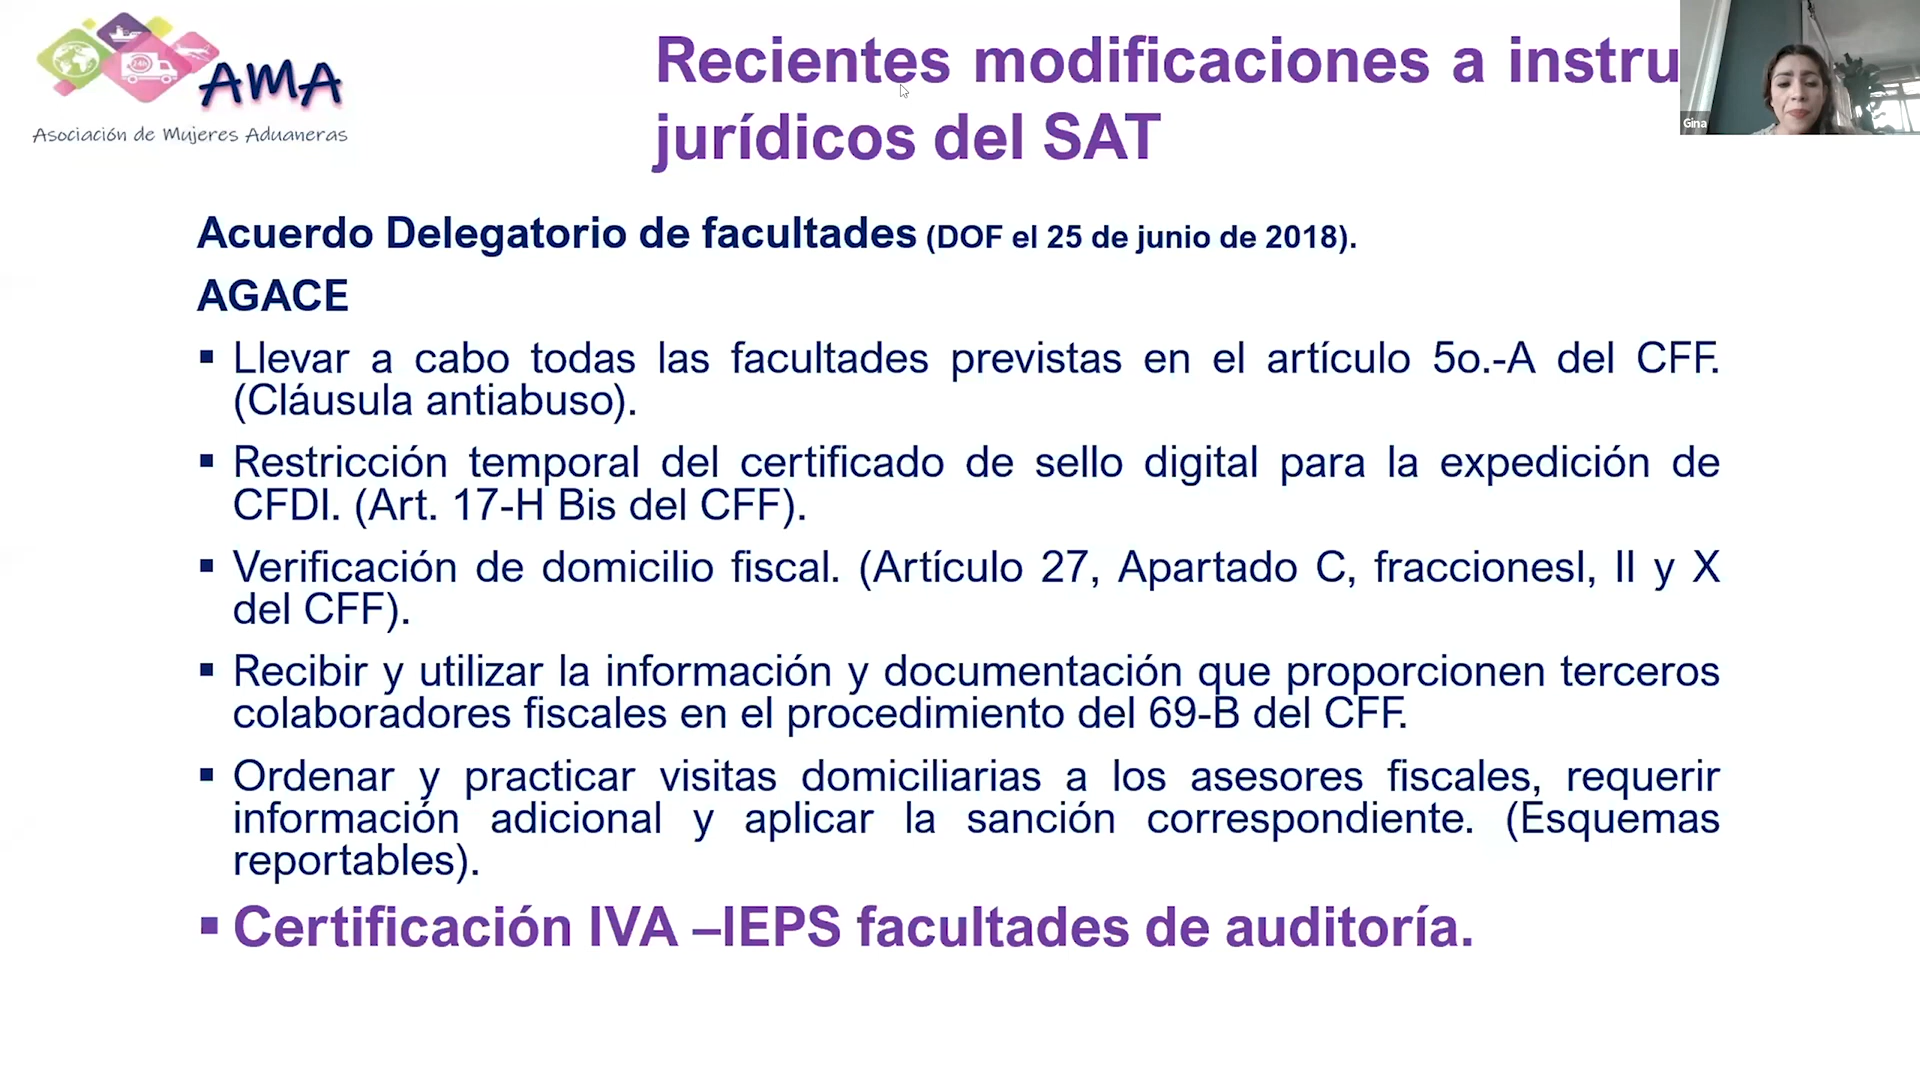 AMA
Asociación de Mujeres Aduaneras
Recientes modificaciones a instru
jurídicos del SAT
Gina
Acuerdo Delegatorio de facultades (DOF el 25 de junio de 2018).
AGACE
▪ Llevar a cabo todas las facultades previstas en el artículo 5o.-A del CFF.
(Cláusula antiabuso).
▪ Restricción temporal del certificado de sello digital para la expedición de
CFDI. (Art. 17-H Bis del CFF).
▪ Verificación de domicilio fiscal. (Artículo 27, Apartado C, fraccionesI, II y X
del CFF).
▪ Recibir y utilizar la información y documentación que proporcionen terceros
colaboradores fiscales en el procedimiento del 69-B del CFF.
▪ Ordenar y practicar visitas domiciliarias a los asesores fiscales, requerir
información adicional y aplicar la sanción correspondiente. (Esquemas
reportables).
▪ Certificación IVA –IEPS facultades de auditoría.